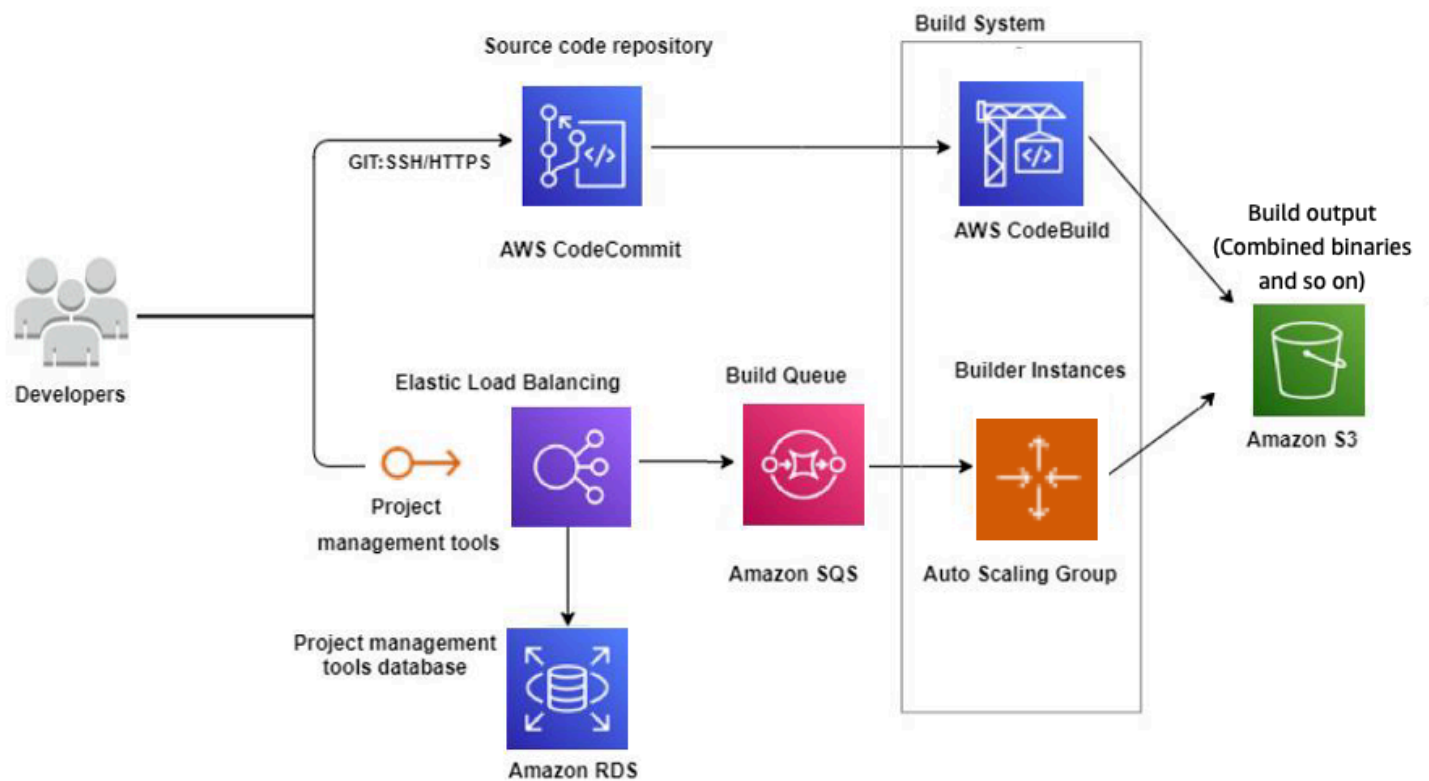 Build System
Source code repository
GIT:SSH/HTTPS
</>
</>
AWS CodeCommit
AWS CodeBuild
Build output
(Combined binaries
and so on)
Developers
Elastic Load Balancing
Build Queue
Builder Instances
Amazon S3
Project
management tools
Amazon SQS
Auto Scaling Group
Project management
tools database
Amazon RDS